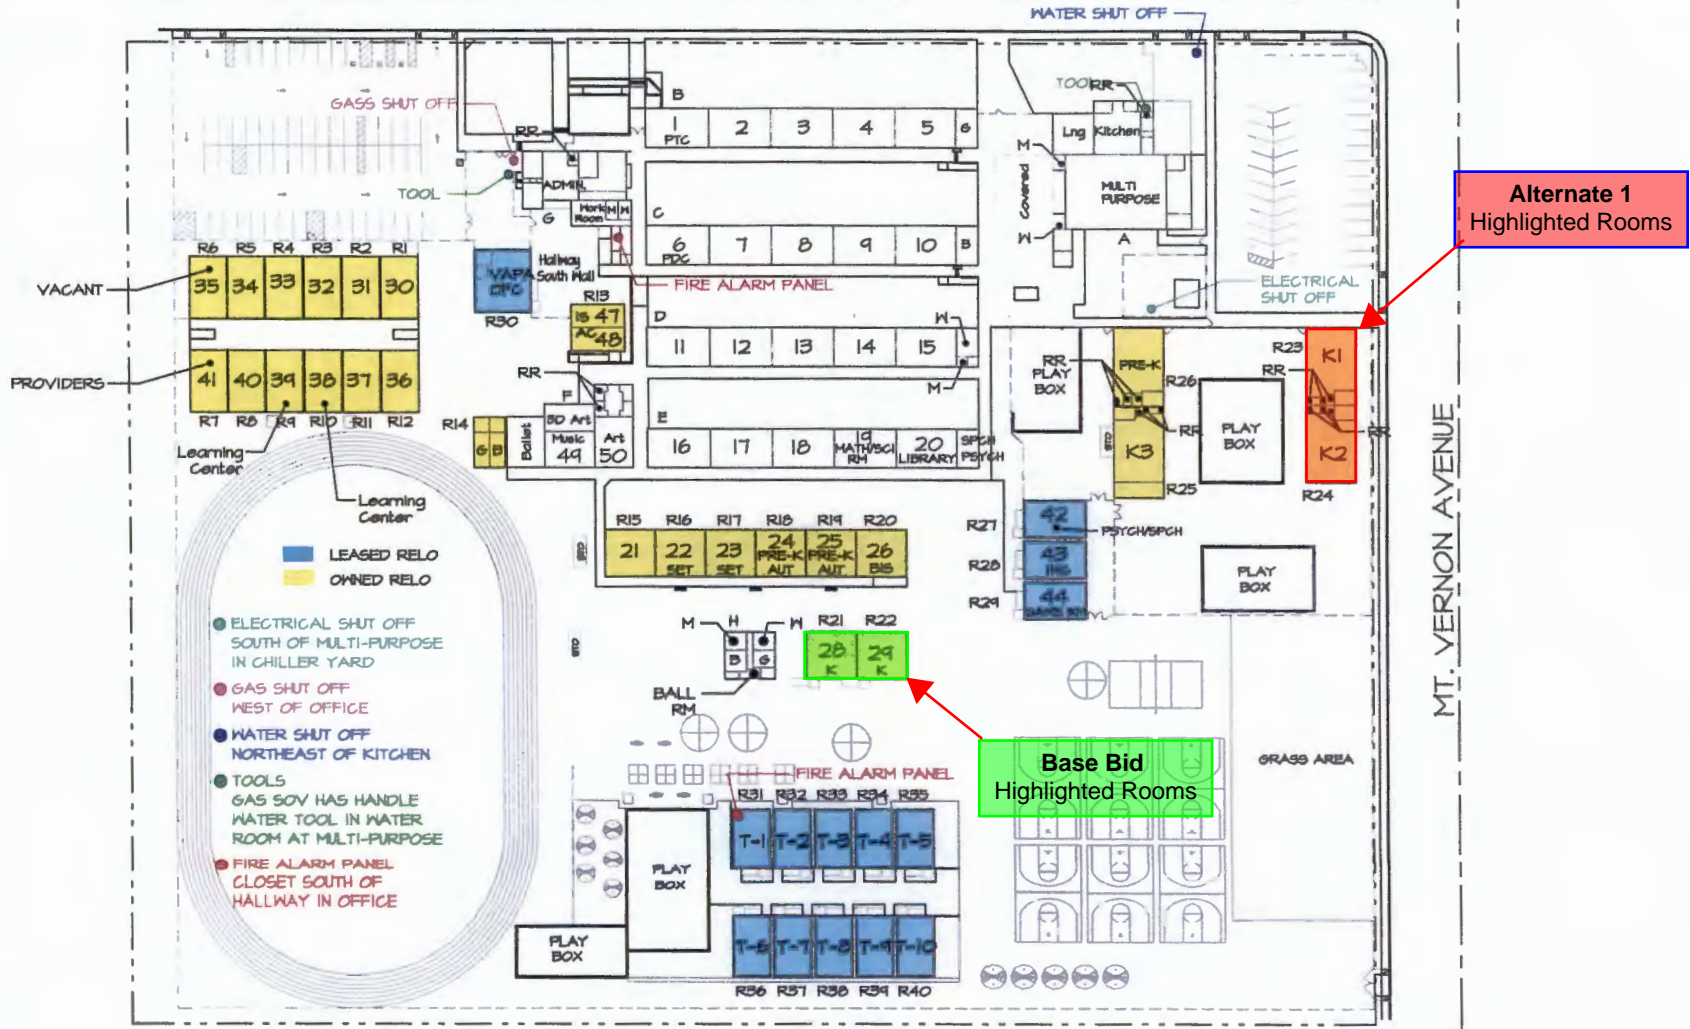 WATER SHUT OFF
GASS SHUT OFF
TOOL
RR
TOOL
RR
B
1
PTC
2
3
4
5
G
Lng
Kitchen
M
Covered
MULTI
PURPOSE
W
A
ADMIN.
G
Work
Room
M
W
C
6
PDC
7
8
9
10
B
Alternate 1
Highlighted Rooms
R6
R5
R4
R3
R2
R1
VACANT
35
34
33
32
31
30
VAPA
Hallway
South Wall
R30
FIRE ALARM PANEL
ELECTRICAL
SHUT OFF
R13
47
AC
48
D
11
12
13
14
15
W
M
PROVIDERS
41
40
39
38
37
36
R7
R8
R9
R10
R11
R12
Learning
Center
Learning
Center
RR
F
R14
G
B
Ballet
3D Art
Music
49
Art
50
E
16
17
18
MATH/SCI
RM
20
LIBRARY
SPCH
PSYCH
PLAY
BOX
RR
PRE-K
R26
RR
K3
R25
STO
PLAY
BOX
R23
K1
RR
RR
K2
R24
MT. VERNON AVENUE
LEASED RELO
OWNED RELO
R15
R16
R17
R18
R19
R20
STO
21
22
SET
23
SET
24
PRE-K
AUT
25
PRE-K
AUT
26
BIS
R27
42
PSYCH/SPCH
R28
43
R29
44
PLAY
BOX
ELECTRICAL SHUT OFF
SOUTH OF MULTI-PURPOSE
IN CHILLER YARD
GAS SHUT OFF
WEST OF OFFICE
WATER SHUT OFF
NORTHEAST OF KITCHEN
TOOLS
GAS SOV HAS HANDLE
WATER TOOL IN WATER
ROOM AT MULTI-PURPOSE
FIRE ALARM PANEL
CLOSET SOUTH OF
HALLWAY IN OFFICE
STO
M
H
W
B
G
BALL
RM
R21
R22
28
K
29
K
Base Bid
Highlighted Rooms
GRASS AREA
FIRE ALARM PANEL
R31
R32
R33
R34
R35
T-1
T-2
T-3
T-4
T-5
PLAY
BOX
PLAY
BOX
T-6
T-7
T-8
T-9
T-10
R36
R37
R38
R39
R40